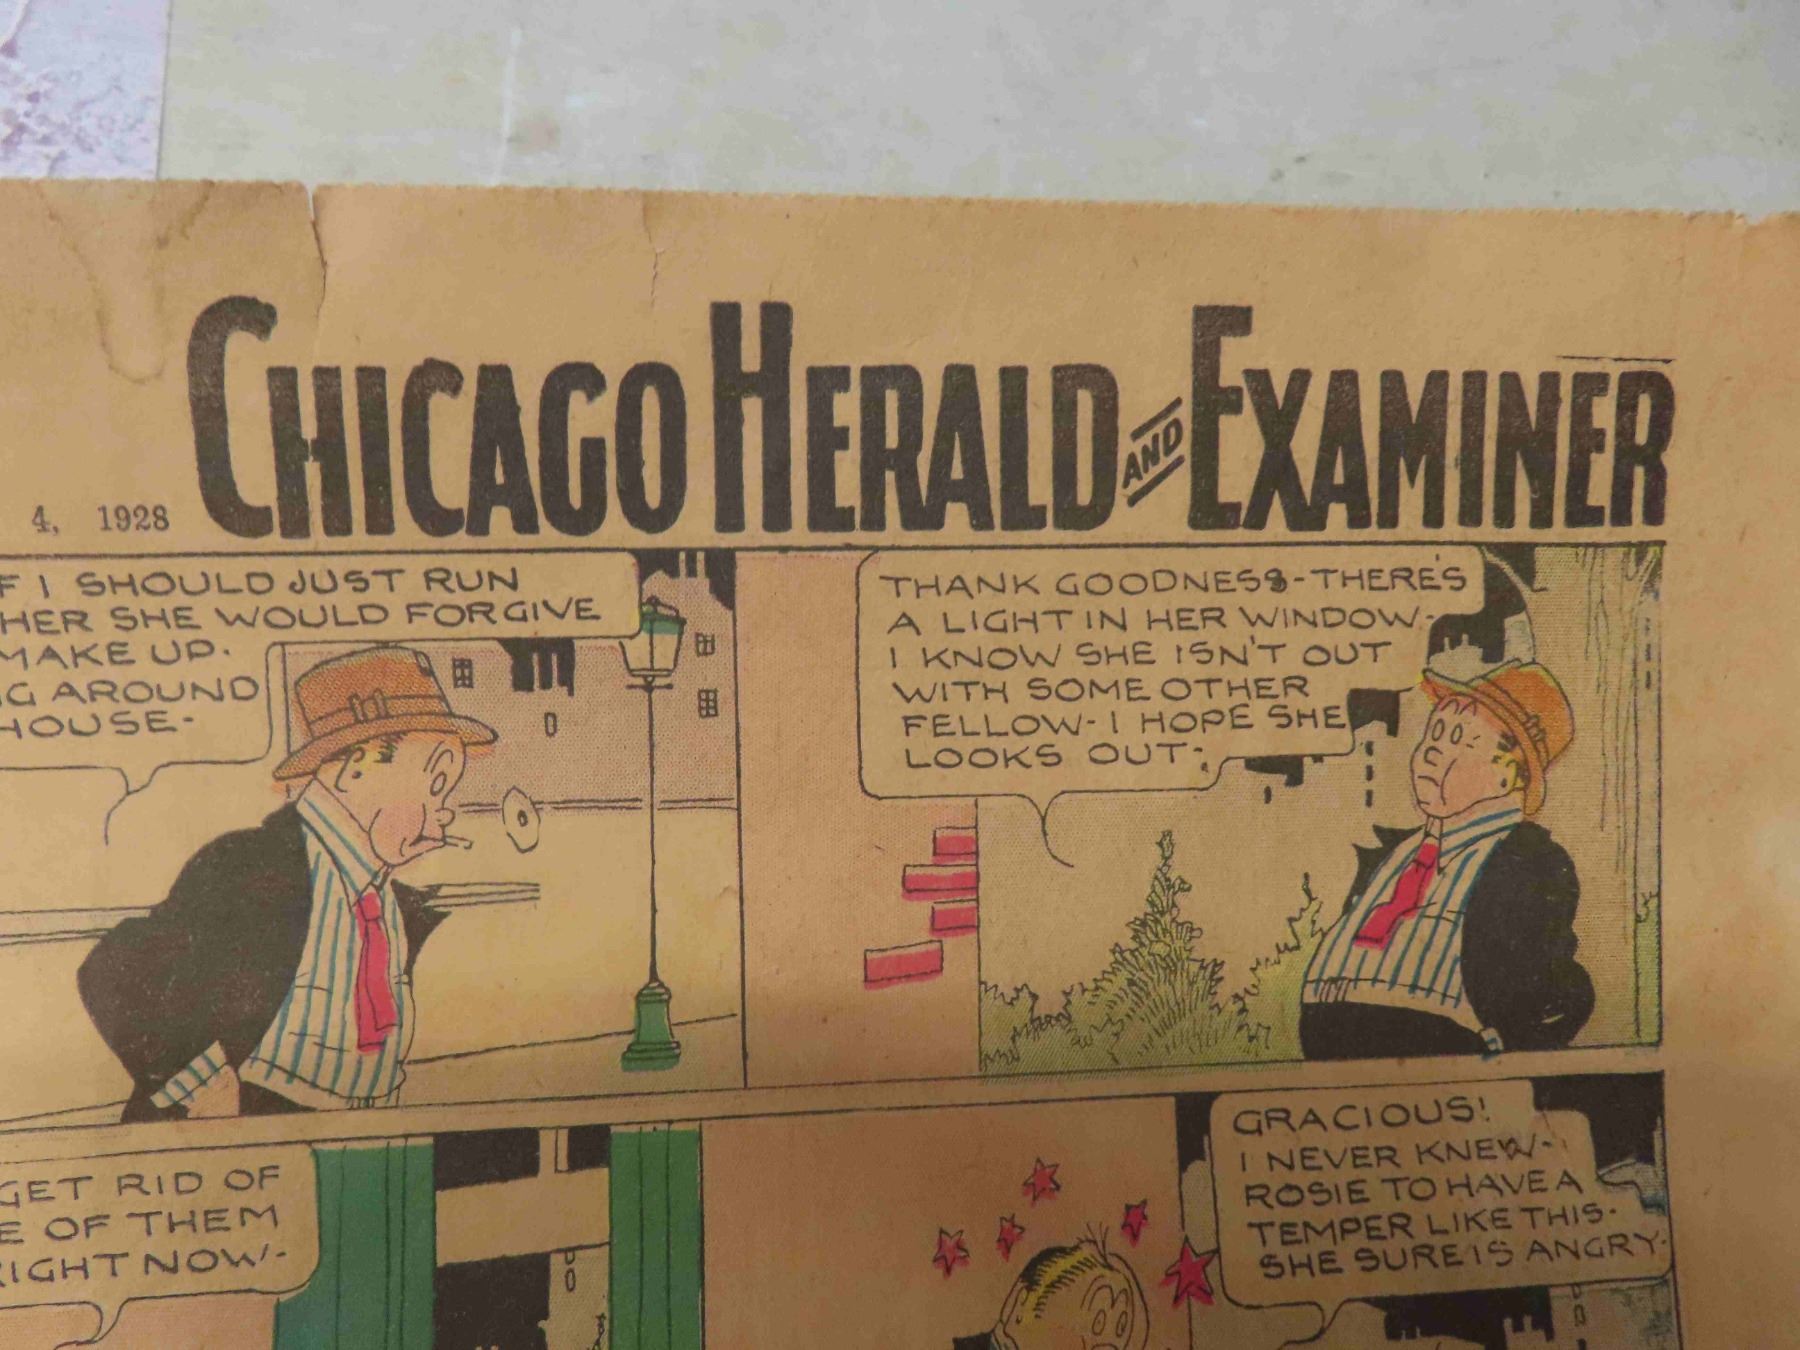 CHICAGO HERALD AND EXAMINER
4, 1928
F I SHOULD JUST RUN
HER SHE WOULD FORGIVE
MAKE UP.
G AROUND
HOUSE-
THANK GOODNESS-THERE'S
A LIGHT IN HER WINDOW-
I KNOW SHE ISN'T OUT
WITH SOME OTHER
FELLOW-I HOPE SHE
LOOKS OUT-
GET RID OF
E OF THEM
RIGHT NOW-
GRACIOUS!
I NEVER KNEW-
ROSIE TO HAVE A
TEMPER LIKE THIS-
SHE SURE IS ANGRY-